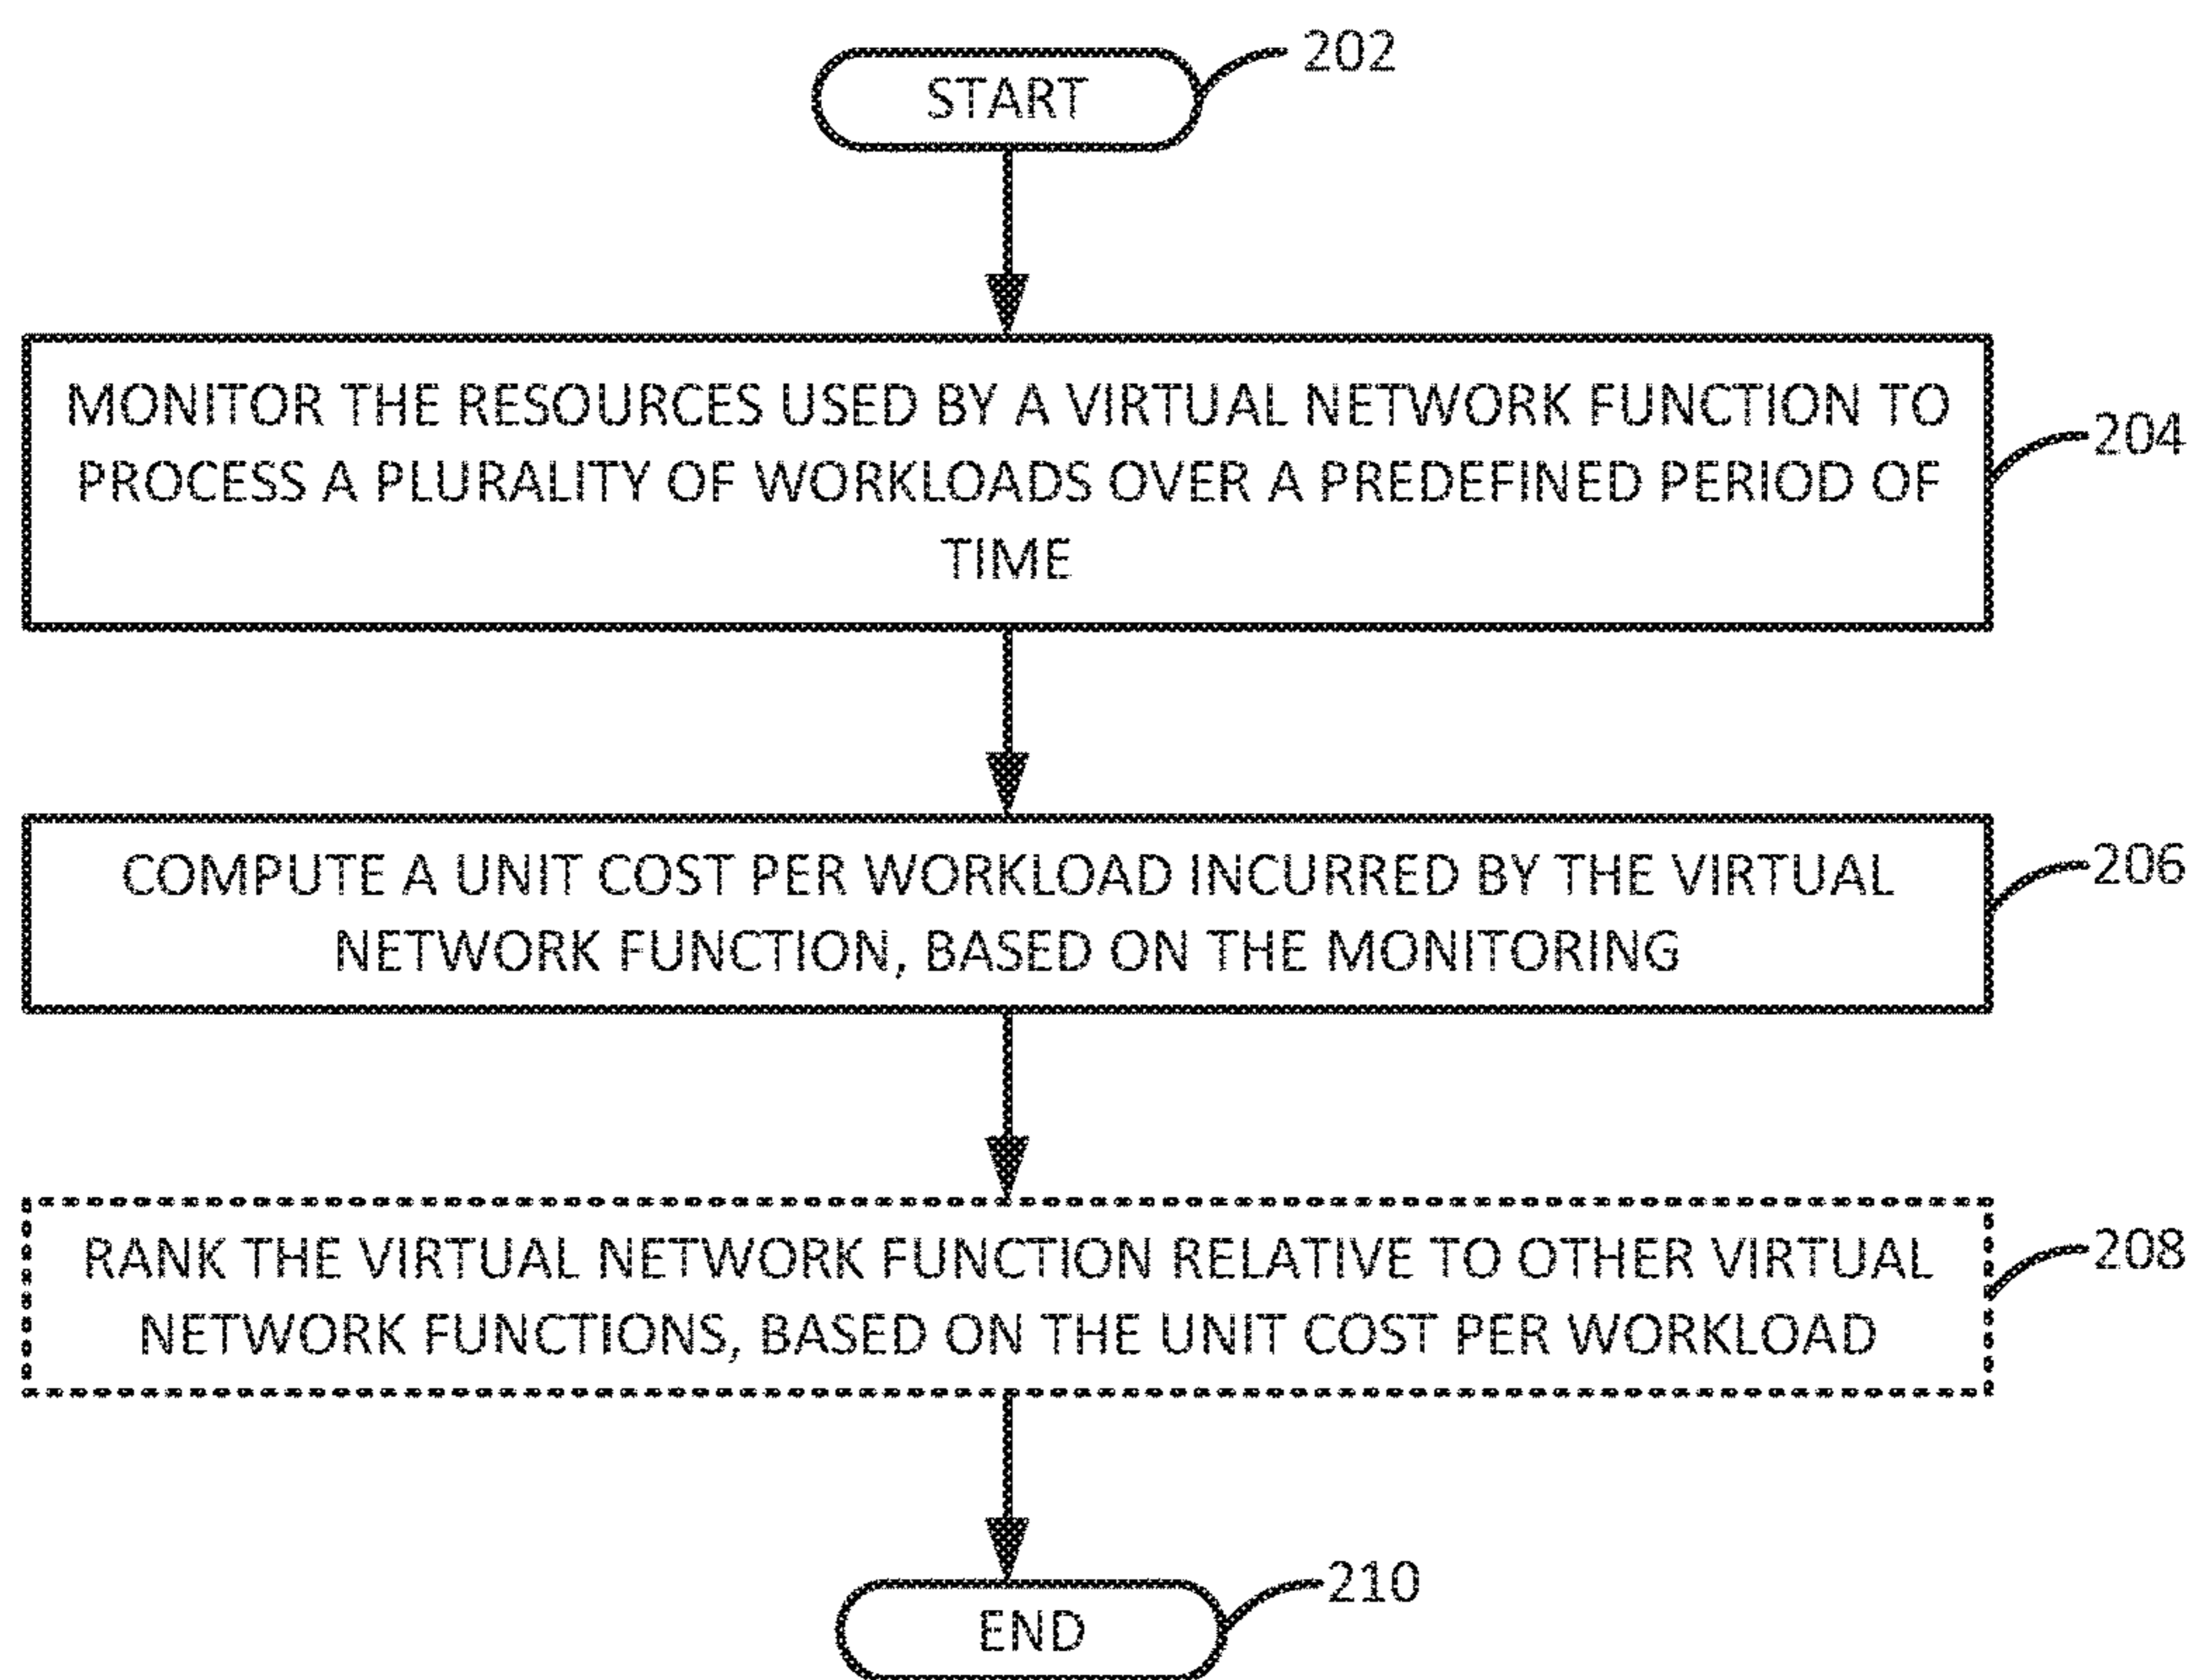 START
202
MONITOR THE RESOURCES USED BY A VIRTUAL NETWORK FUNCTION TO
PROCESS A PLURALITY OF WORKLOADS OVER A PREDEFINED PERIOD OF
TIME
204
COMPUTE A UNIT COST PER WORKLOAD INCURRED BY THE VIRTUAL
NETWORK FUNCTION, BASED ON THE MONITORING
206
RANK THE VIRTUAL NETWORK FUNCTION RELATIVE TO OTHER VIRTUAL
NETWORK FUNCTIONS, BASED ON THE UNIT COST PER WORKLOAD
208
END
210